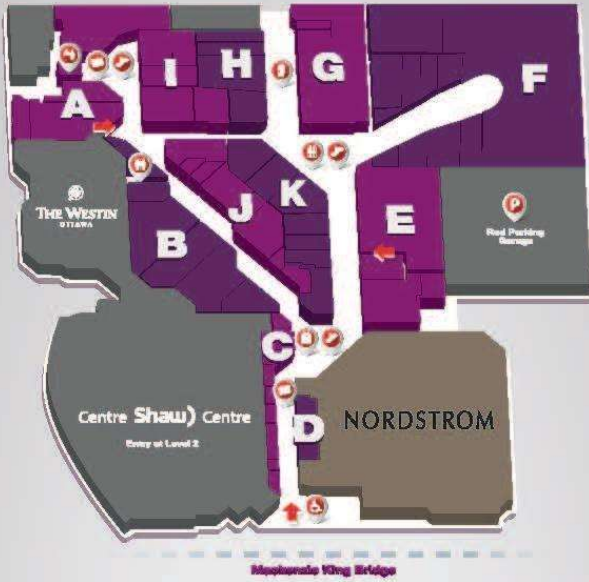 I
H
G
F
A
THE WESTIN
OTTAWA
J
K
E
P
Red Parking
Garage
B
C
Centre Shaw) Centre
Entry at Level 2
D
NORDSTROM
Mackenzie King Bridge